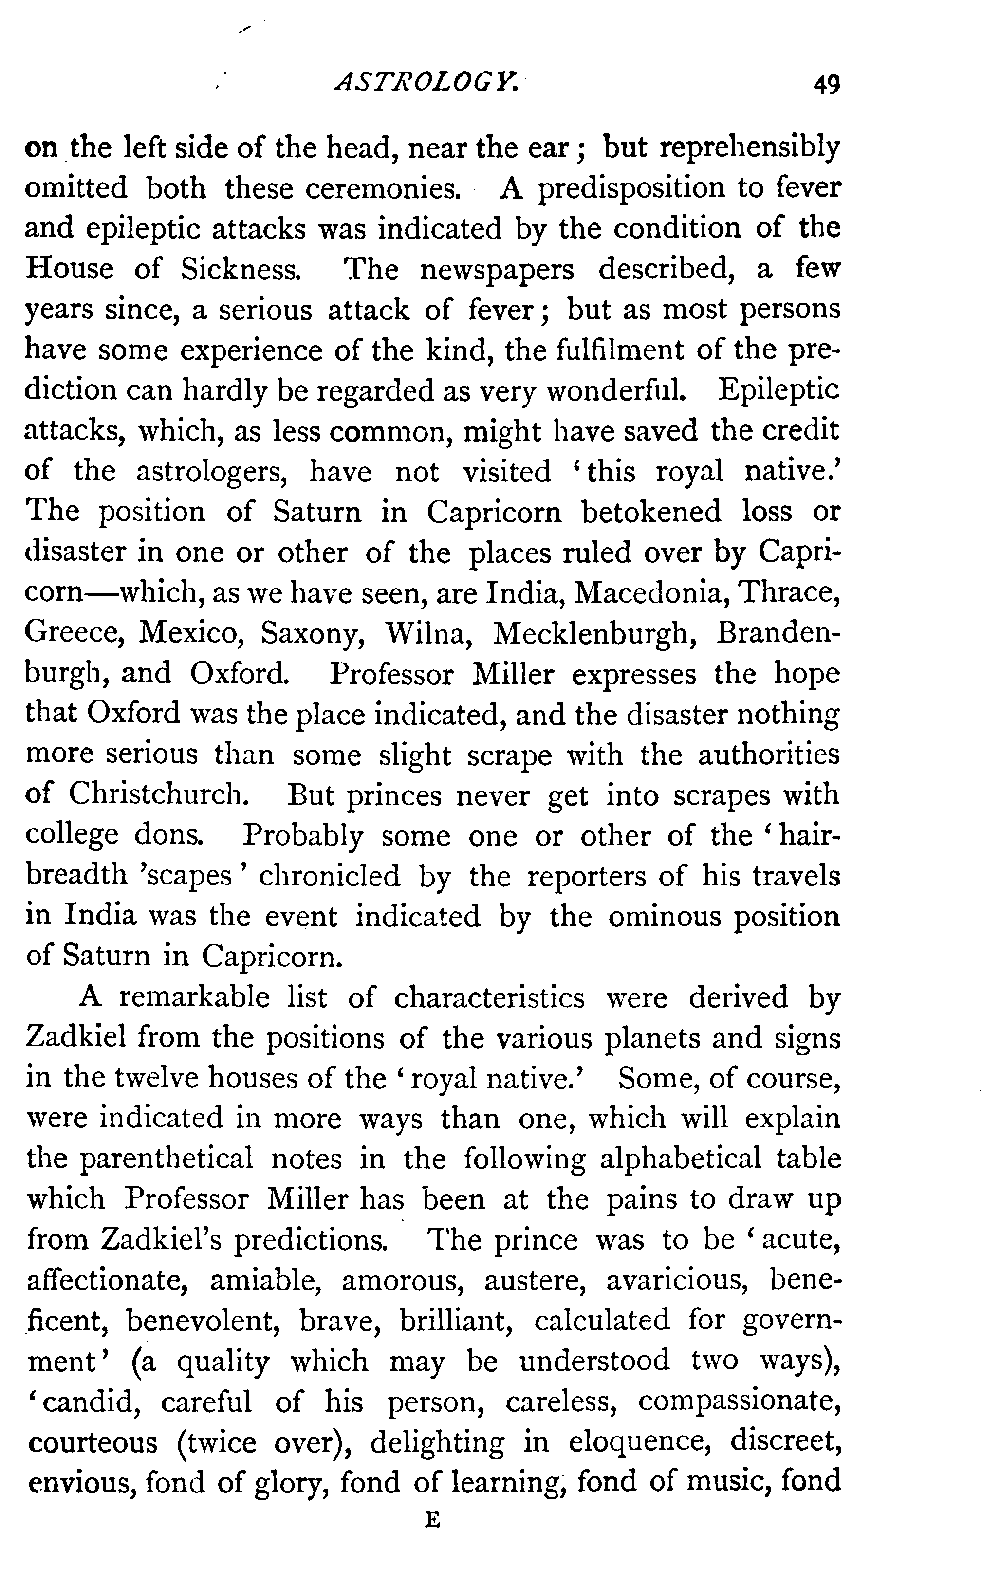 ASTROLOGY. 49
on the left side of the head, near the ear; but reprehensibly
omitted both these ceremonies. A predisposition to fever
and epileptic attacks was indicated by the condition of the
House of Sickness. The newspapers described, a few
years since, a serious attack of fever; but as most persons
have some experience of the kind, the fulfilment of the pre-
diction can hardly be regarded as very wonderful. Epileptic
attacks, which, as less common, might have saved the credit
of the astrologers, have not visited ‘this royal native.’
The position of Saturn in Capricorn betokened loss or
disaster in one or other of the places ruled over by Capri-
corn—which, as we have seen, are India, Macedonia, Thrace,
Greece, Mexico, Saxony, Wilna, Mecklenburgh, Branden-
burgh, and Oxford. Professor Miller expresses the hope
that Oxford was the place indicated, and the disaster nothing
more serious than some slight scrape with the authorities
of Christchurch. But princes never get into scrapes with
college dons. Probably some one or other of the ‘hair-
breadth ’scapes’ chronicled by the reporters of his travels
in India was the event indicated by the ominous position
of Saturn in Capricorn.
A remarkable list of characteristics were derived by
Zadkiel from the positions of the various planets and signs
in the twelve houses of the ‘royal native.’ Some, of course,
were indicated in more ways than one, which will explain
the parenthetical notes in the following alphabetical table
which Professor Miller has been at the pains to draw up
from Zadkiel’s predictions. The prince was to be ‘acute,
affectionate, amiable, amorous, austere, avaricious, bene-
ficent, benevolent, brave, brilliant, calculated for govern-
ment’ (a quality which may be understood two ways),
‘candid, careful of his person, careless, compassionate,
courteous (twice over), delighting in eloquence, discreet,
envious, fond of glory, fond of learning, fond of music, fond
E